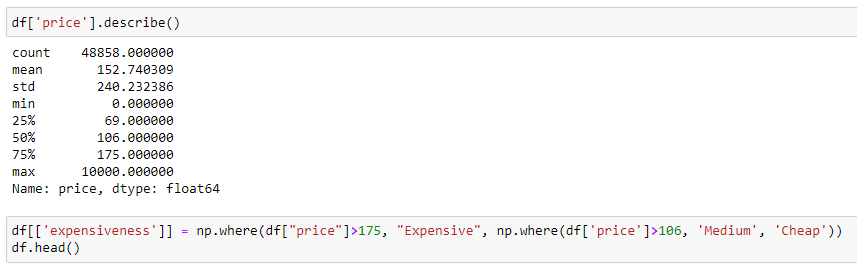 df['price'].describe()
count    48858.000000
mean       152.740309
std        240.232386
min          0.000000
25%         69.000000
50%        106.000000
75%        175.000000
max      10000.000000
Name: price, dtype: float64
df[['expensiveness']] = np.where(df["price"]>175, "Expensive", np.where(df['price']>106, 'Medium', 'Cheap'))
df.head()